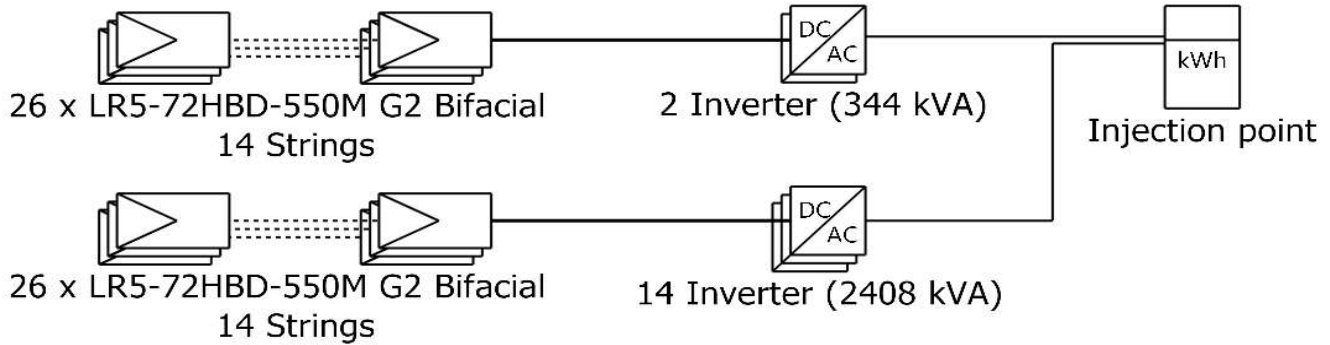 DC
AC
kWh
26 x LR5-72HBD-550M G2 Bifacial
14 Strings
2 Inverter (344 kVA)
Injection point
DC
AC
26 x LR5-72HBD-550M G2 Bifacial
14 Strings
14 Inverter (2408 kVA)